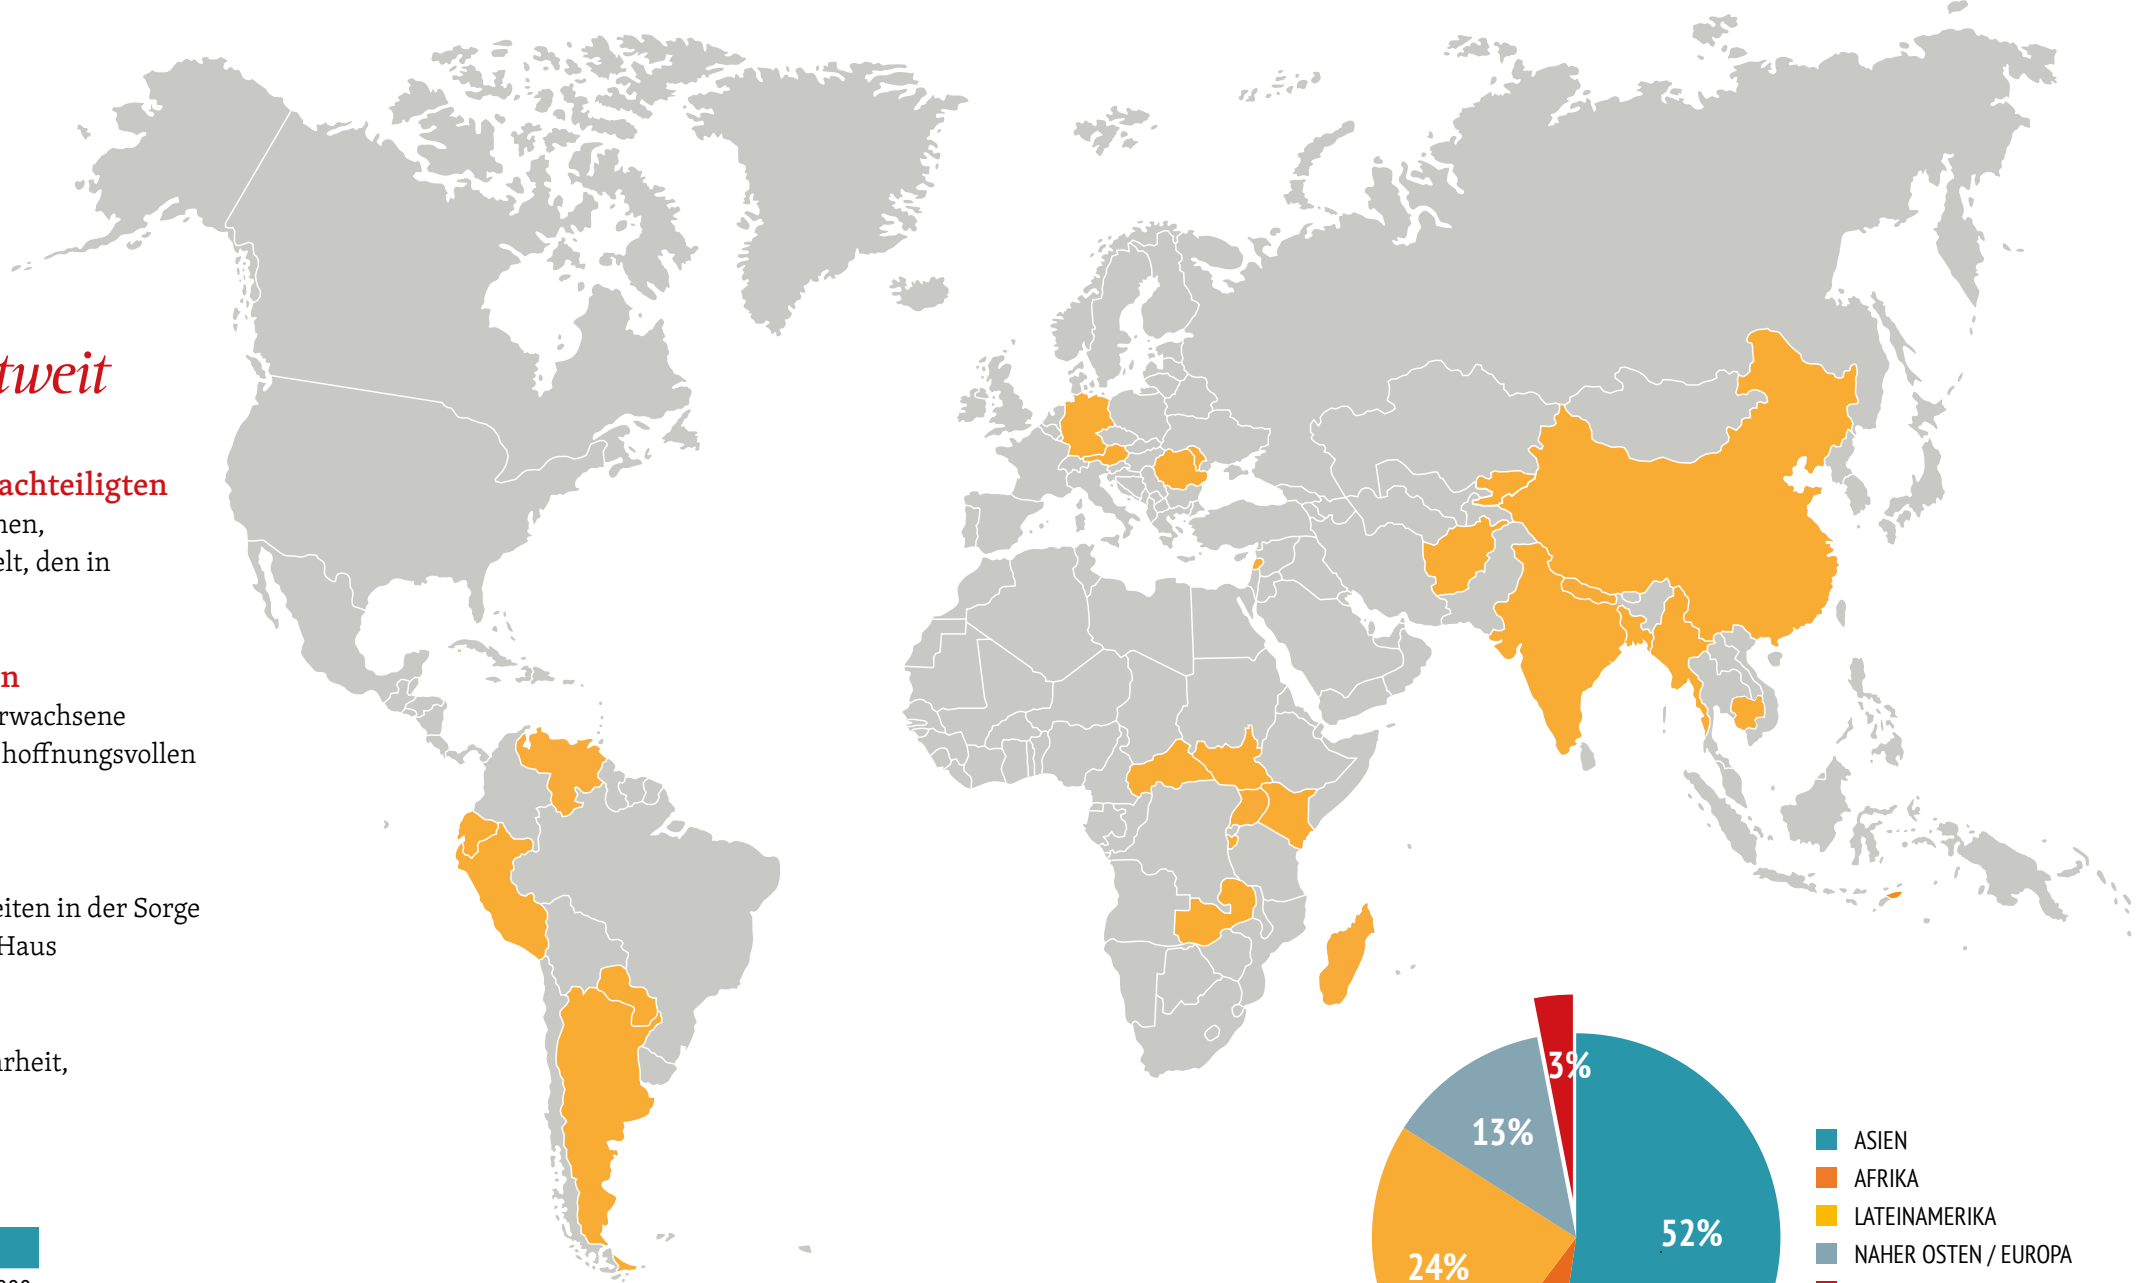 tweit
achteiligten
nen,
elt, den in
n
rwachsene
hoffnungsvollen
eiten in der Sorge
Haus
rheit,
3%
13%
52%
24%
ASIEN
AFRIKA
LATEINAMERIKA
NAHER OSTEN / EUROPA